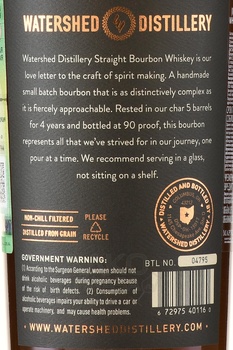 WATERSHED DISTILLERY
Watershed Distillery Straight Bourbon Whiskey is our
love letter to the craft of spirit making. A handmade
small batch bourbon that is as distinctively complex as
it is fiercely approachable. Rested in our char 5 barrels
for 4 years and bottled at 90 proof, this bourbon
represents all that we've strived for in our journey, one
pour at a time. We recommend serving in a glass,
not sitting on a shelf.
NON-CHILL FILTERED
DISTILLED FROM GRAIN
PLEASE
RECYCLE
DISTILLED AND BOTTLED BY
WATERSHED DISTILLERY
GOVERNMENT WARNING:
(1) According to the Surgeon General, women should not
drink alcoholic beverages during pregnancy because of
the risk of birth defects. (2) Consumption of
alcoholic beverages impairs your ability to drive a car or
operate machinery, and may cause health problems.
BTL NO. 04795
6 72975 40116 0
WWW.WATERSHEDDISTILLERY.COM